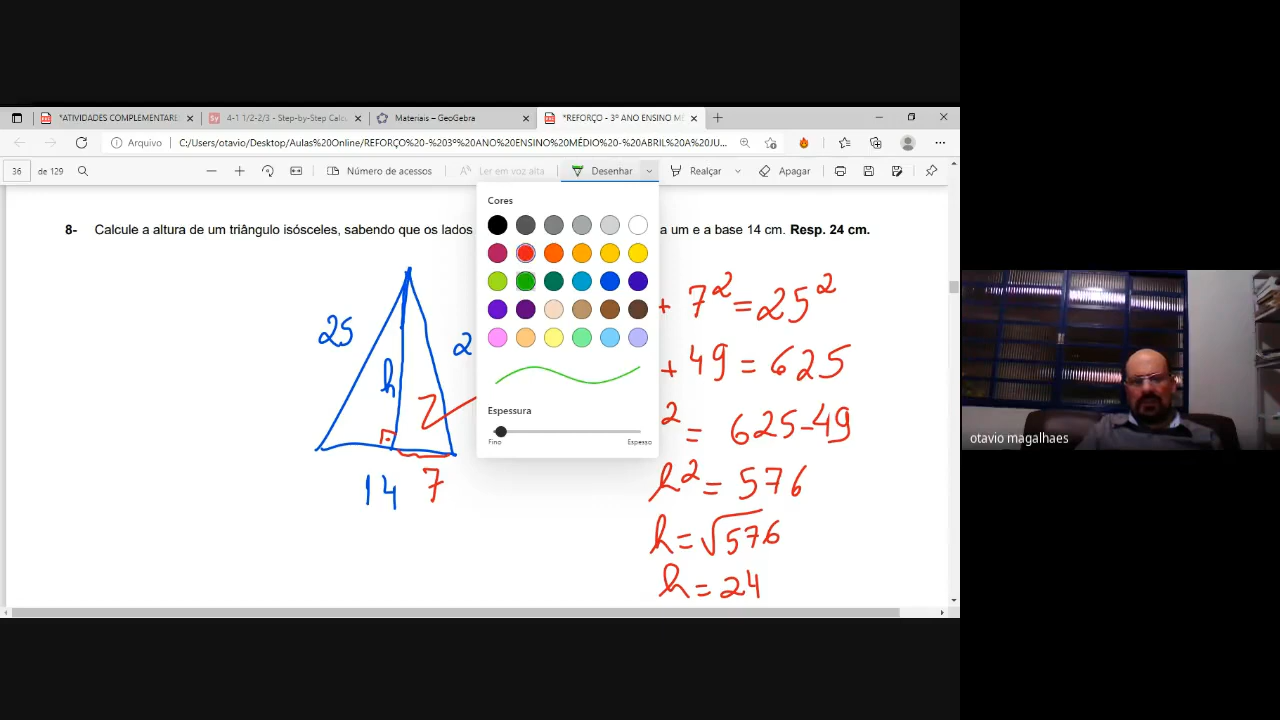 *ATIVIDADES COMPLEMENTARE
4-1 1/2-2/3 - Step-by-Step Calcu
Materiais – GeoGebra
*REFORÇO - 3º ANO ENSINO MÉ
Arquivo
C:/Users/otavio/Desktop/Aulas%20Online/REFORÇO%20-%203º%20ANO%20ENSINO%20MÉDIO%20-%20ABRIL%20A%20JU...
36 de 129
Número de acessos
Ler em voz alta
Desenhar
Realçar
Apagar
Cores
8- Calcule a altura de um triângulo isósceles, sabendo que os lados
a um e a base 14 cm. Resp. 24 cm.
25
h
2
14
7
+ 7² = 25²
+ 49 = 625
² = 625-49
h² = 576
h = √576
h = 24
Espessura
Fino
Espesso
otavio magalhaes